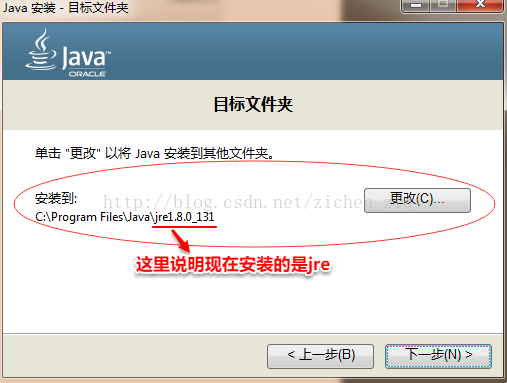 Java 安装 - 目标文件夹
Java
ORACLE
目标文件夹
单击 "更改" 以将 Java 安装到其他文件夹。
安装到:
http://blog.csdn.net/zichen
更改(C)...
C:\Program Files\Java\jre1.8.0_131
这里说明现在安装的是jre
< 上一步(B)
下一步(N) >